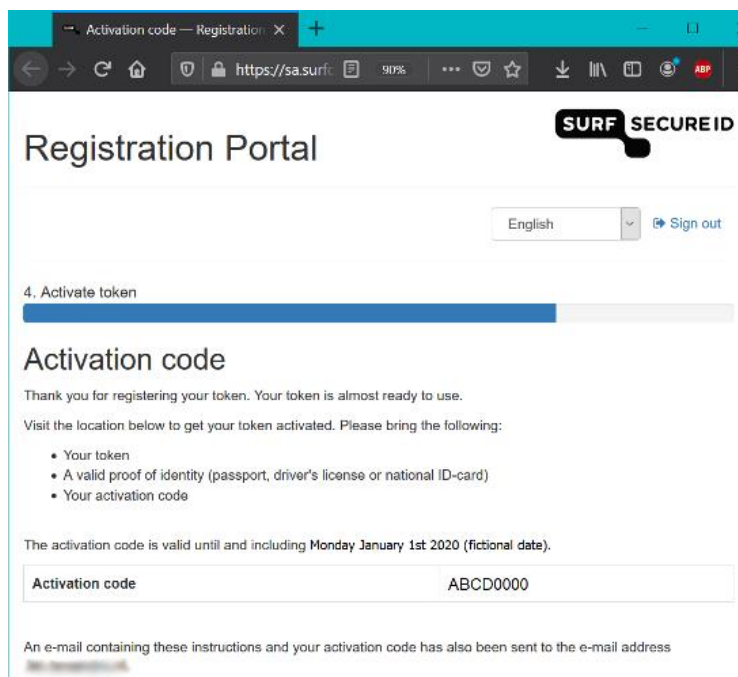 Activation code — Registration
https://sa.surfc
90%
ABP
SURF SECUREID
Registration Portal
English
Sign out
4. Activate token
Activation code
Thank you for registering your token. Your token is almost ready to use.
Visit the location below to get your token activated. Please bring the following:
• Your token
• A valid proof of identity (passport, driver's license or national ID-card)
• Your activation code
The activation code is valid until and including Monday January 1st 2020 (fictional date).
Activation code ABCD0000
An e-mail containing these instructions and your activation code has also been sent to the e-mail address